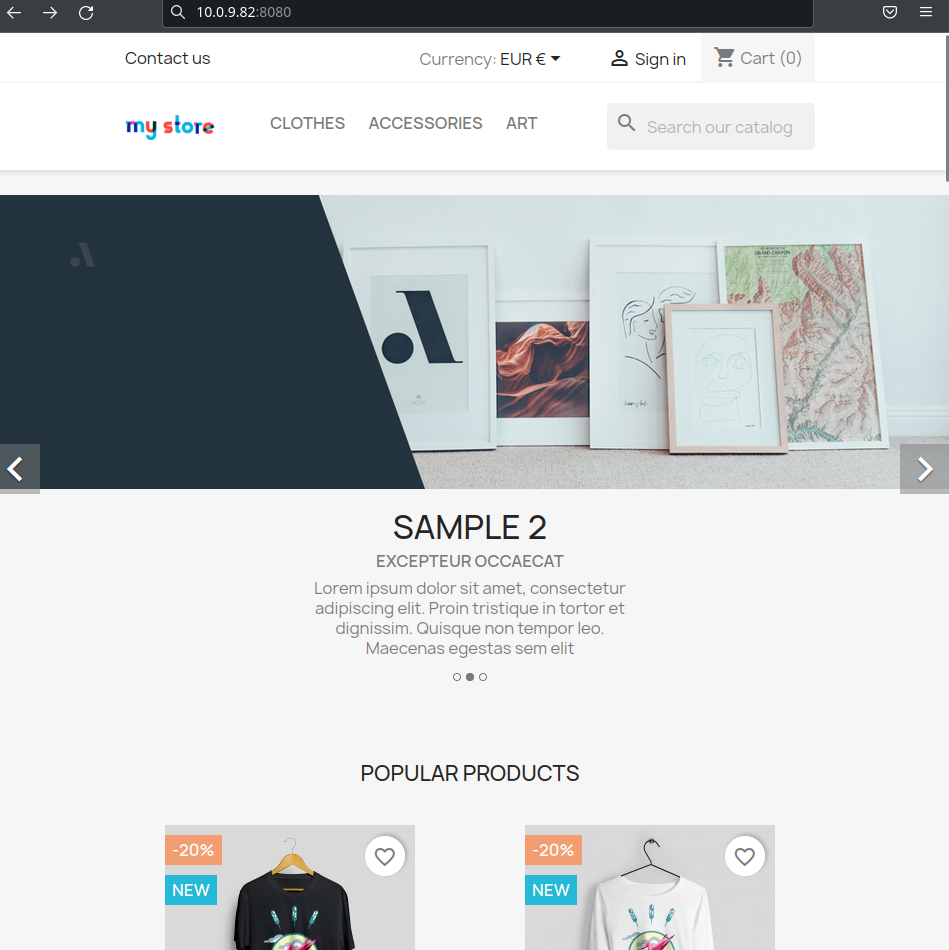 10.0.9.82:8080
Contact us
Currency: EUR €
Sign in
Cart (0)
my store
CLOTHES
ACCESSORIES
ART
Search our catalog
GRAND CANYON
SAMPLE 2
EXCEPTEUR OCCAECAT
Lorem ipsum dolor sit amet, consectetur
adipiscing elit. Proin tristique in tortor et
dignissim. Quisque non tempor leo.
Maecenas egestas sem elit
POPULAR PRODUCTS
-20%
NEW
-20%
NEW